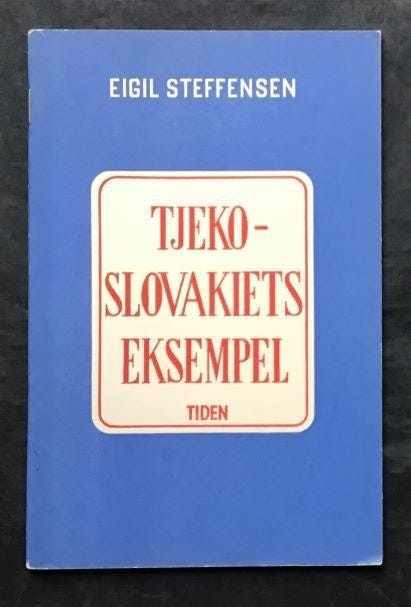 EIGIL STEFFENSEN
TJEKO-
SLOVAKIETS
EKSEMPEL
TIDEN